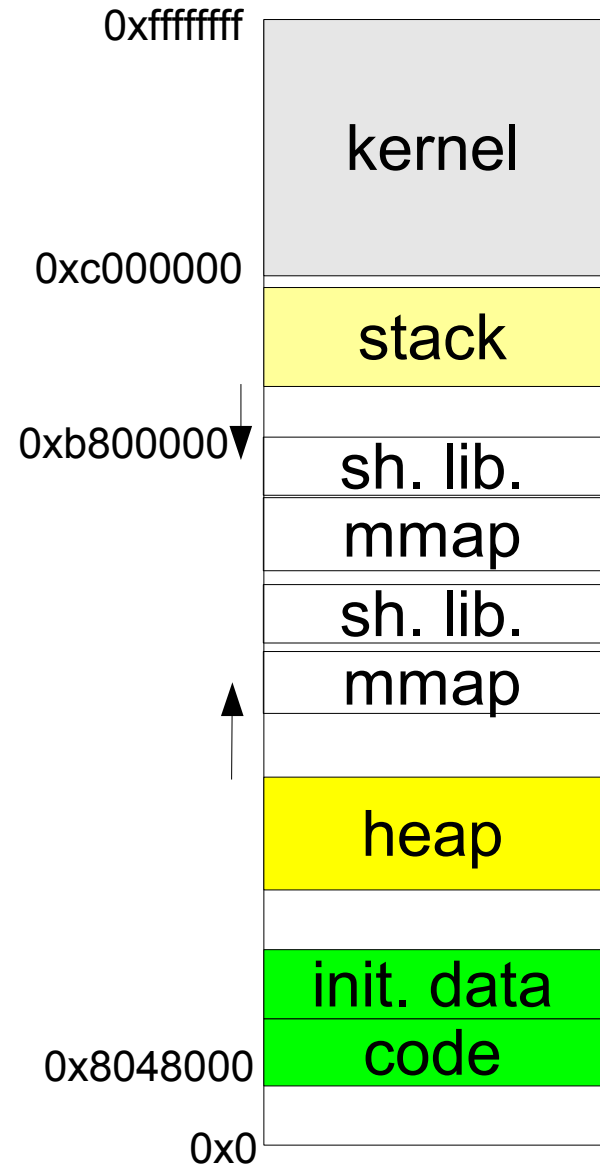 0xffffffff
kernel
0xc000000
stack
0xb800000
sh. lib.
mmap
sh. lib.
mmap
heap
init. data
code
0x8048000
0x0